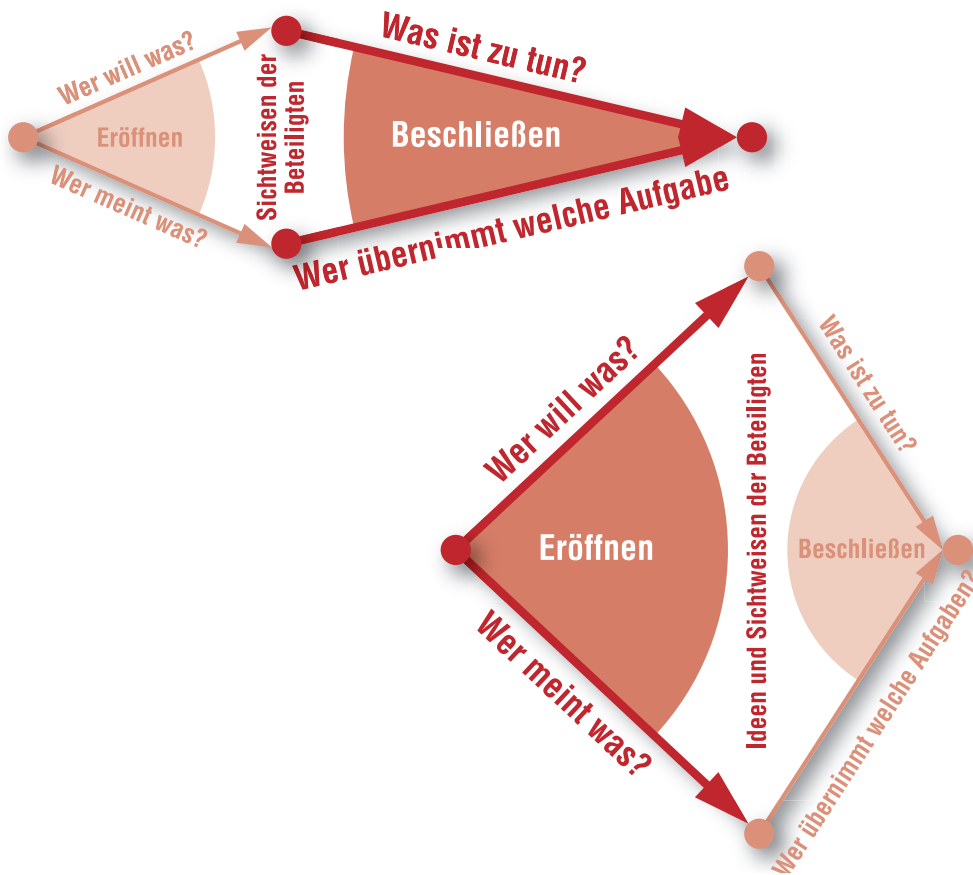 Wer will was?
Eröffnen
Wer meint was?
Sichtweisen der
Beteiligten
Was ist zu tun?
Beschließen
Wer übernimmt welche Aufgabe
Wer will was?
Eröffnen
Wer meint was?
Ideen und Sichtweisen der Beteiligten
Was ist zu tun?
Beschließen
Wer übernimmt welche Aufgaben?